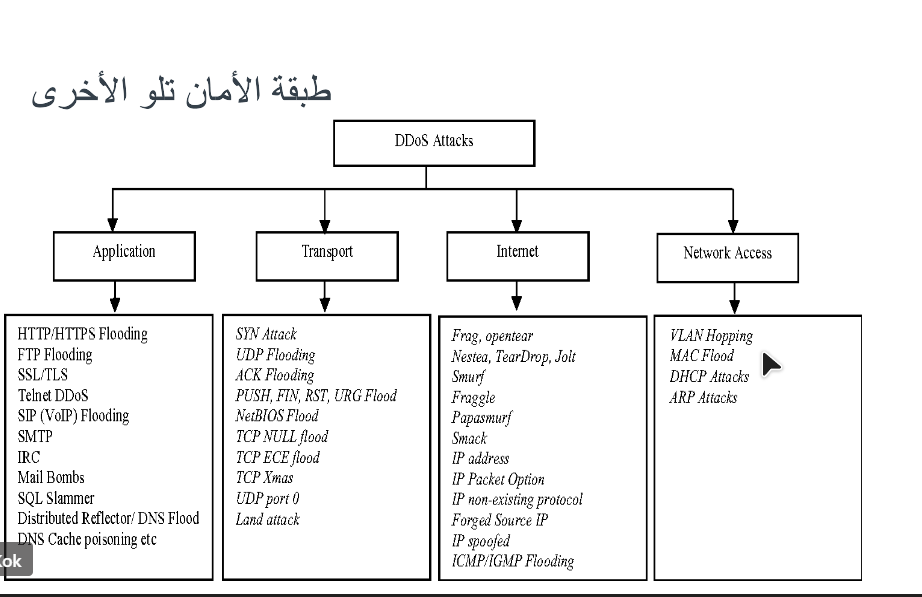 طبقة الأمان تلو الأخرى
DDoS Attacks
Application
Transport
Internet
Network Access
HTTP/HTTPS Flooding
FTP Flooding
SSL/TLS
Telnet DDoS
SIP (VoIP) Flooding
SMTP
IRC
Mail Bombs
SQL Slammer
Distributed Reflector/ DNS Flood
DNS Cache poisoning etc
SYN Attack
UDP Flooding
ACK Flooding
PUSH, FIN, RST, URG Flood
NetBIOS Flood
TCP NULL flood
TCP ECE flood
TCP Xmas
UDP port 0
Land attack
Frag, opentear
Nestea, TearDrop, Jolt
Smurf
Fraggle
Papasmurf
Smack
IP address
IP Packet Option
IP non-existing protocol
Forged Source IP
IP spoofed
ICMP/IGMP Flooding
VLAN Hopping
MAC Flood
DHCP Attacks
ARP Attacks